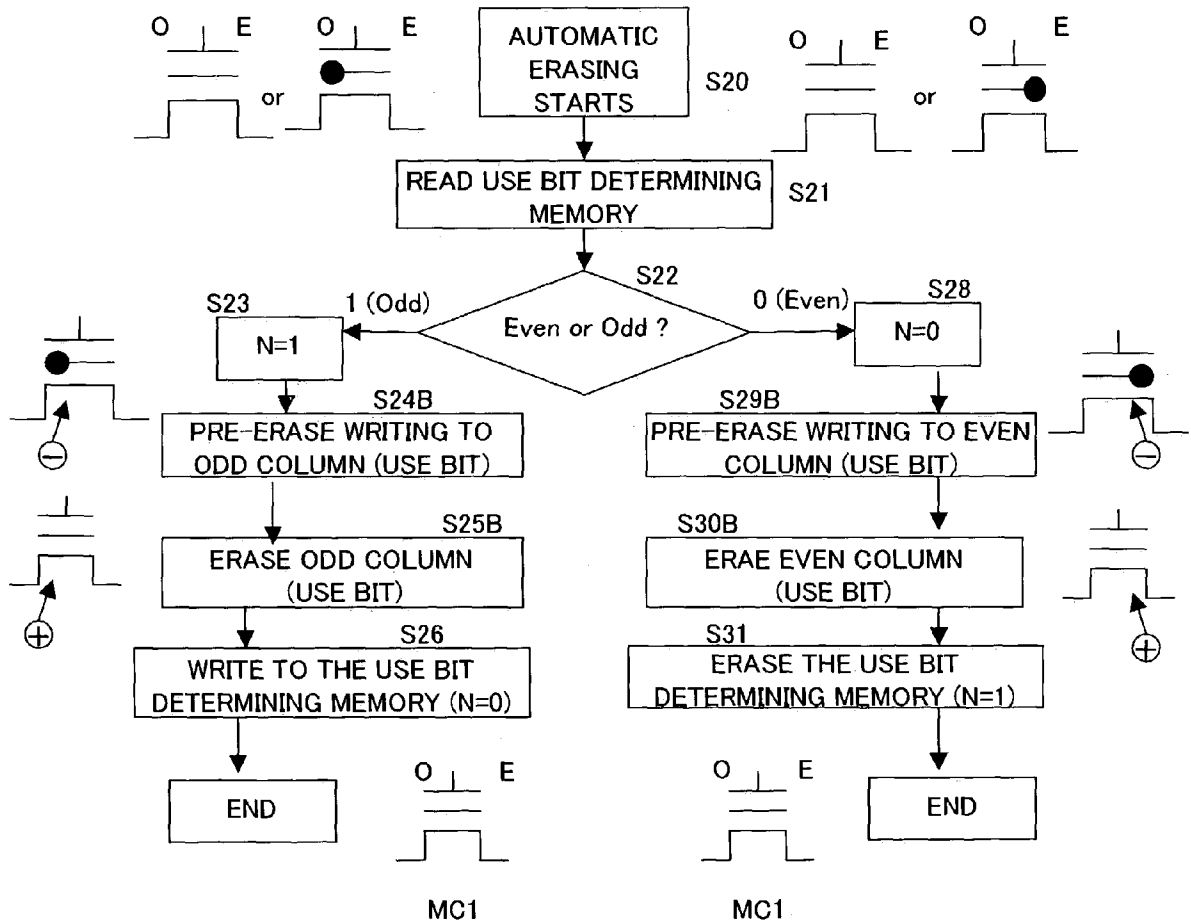 O E
O E
or
AUTOMATIC
ERASING
STARTS
S20
O E
O E
or
READ USE BIT DETERMINING
MEMORY
S21
S22
Even or Odd ?
S23
1 (Odd)
N=1
0 (Even)
S28
N=0
S24B
PRE-ERASE WRITING TO
ODD COLUMN (USE BIT)
−
S29B
PRE-ERASE WRITING TO EVEN
COLUMN (USE BIT)
−
S25B
ERASE ODD COLUMN
(USE BIT)
+
S30B
ERAE EVEN COLUMN
(USE BIT)
+
S26
WRITE TO THE USE BIT
DETERMINING MEMORY (N=0)
S31
ERASE THE USE BIT
DETERMINING MEMORY (N=1)
END
O E
O E
END
MC1
MC1